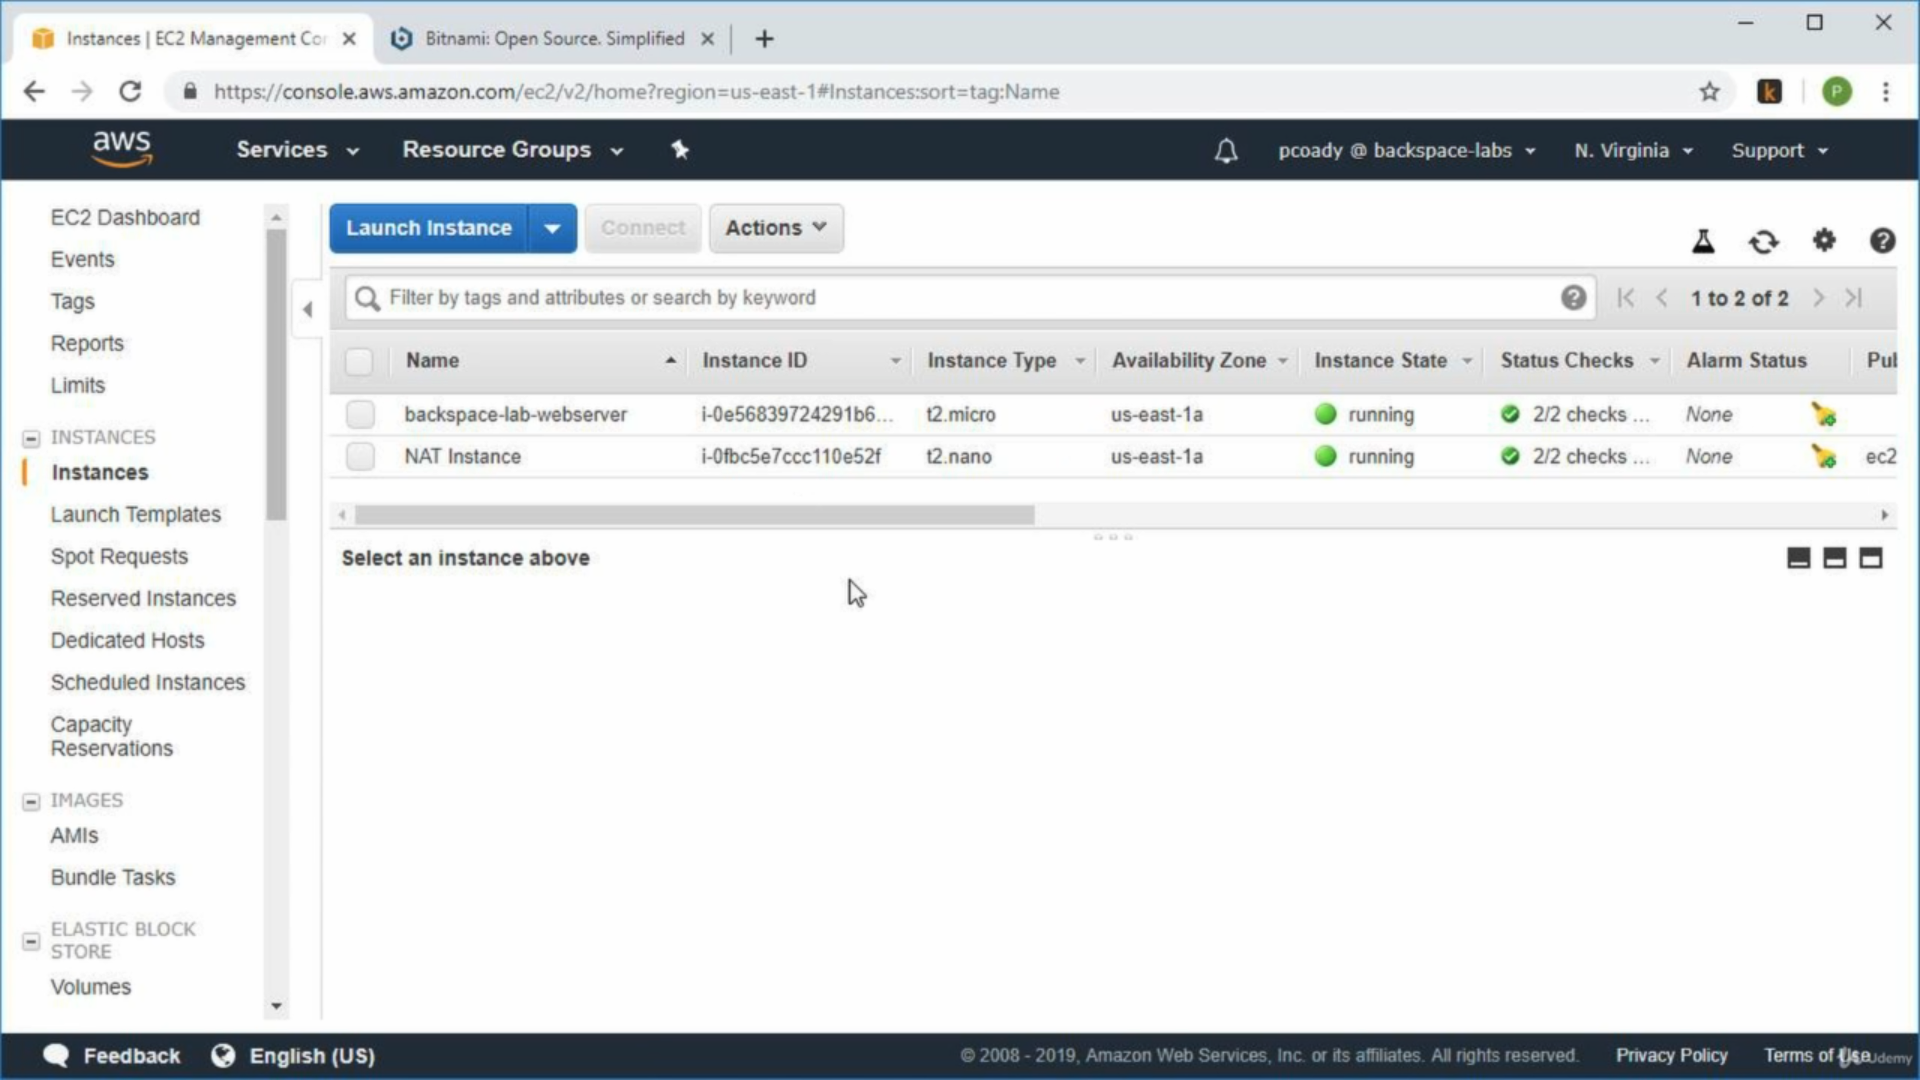 Instances | EC2 Management Cor
Bitnami: Open Source. Simplified
https://console.aws.amazon.com/ec2/v2/home?region=us-east-1#Instances:sort=tag:Name
k
P
aws
Services
Resource Groups
pcoady @ backspace-labs
N. Virginia
Support
EC2 Dashboard
Events
Tags
Reports
Limits
INSTANCES
Instances
Launch Templates
Spot Requests
Reserved Instances
Dedicated Hosts
Scheduled Instances
Capacity
Reservations
IMAGES
AMIs
Bundle Tasks
ELASTIC BLOCK
STORE
Volumes
Launch Instance
Connect
Actions
Filter by tags and attributes or search by keyword
1 to 2 of 2
Name Instance ID Instance Type Availability Zone Instance State Status Checks Alarm Status Pul
backspace-lab-webserver i-0e56839724291b6... t2.micro us-east-1a running 2/2 checks ... None
NAT Instance i-0fbc5e7ccc110e52f t2.nano us-east-1a running 2/2 checks ... None ec2
Select an instance above
Feedback
English (US)
© 2008 - 2019, Amazon Web Services, Inc. or its affiliates. All rights reserved.
Privacy Policy
Terms of Use
Udemy